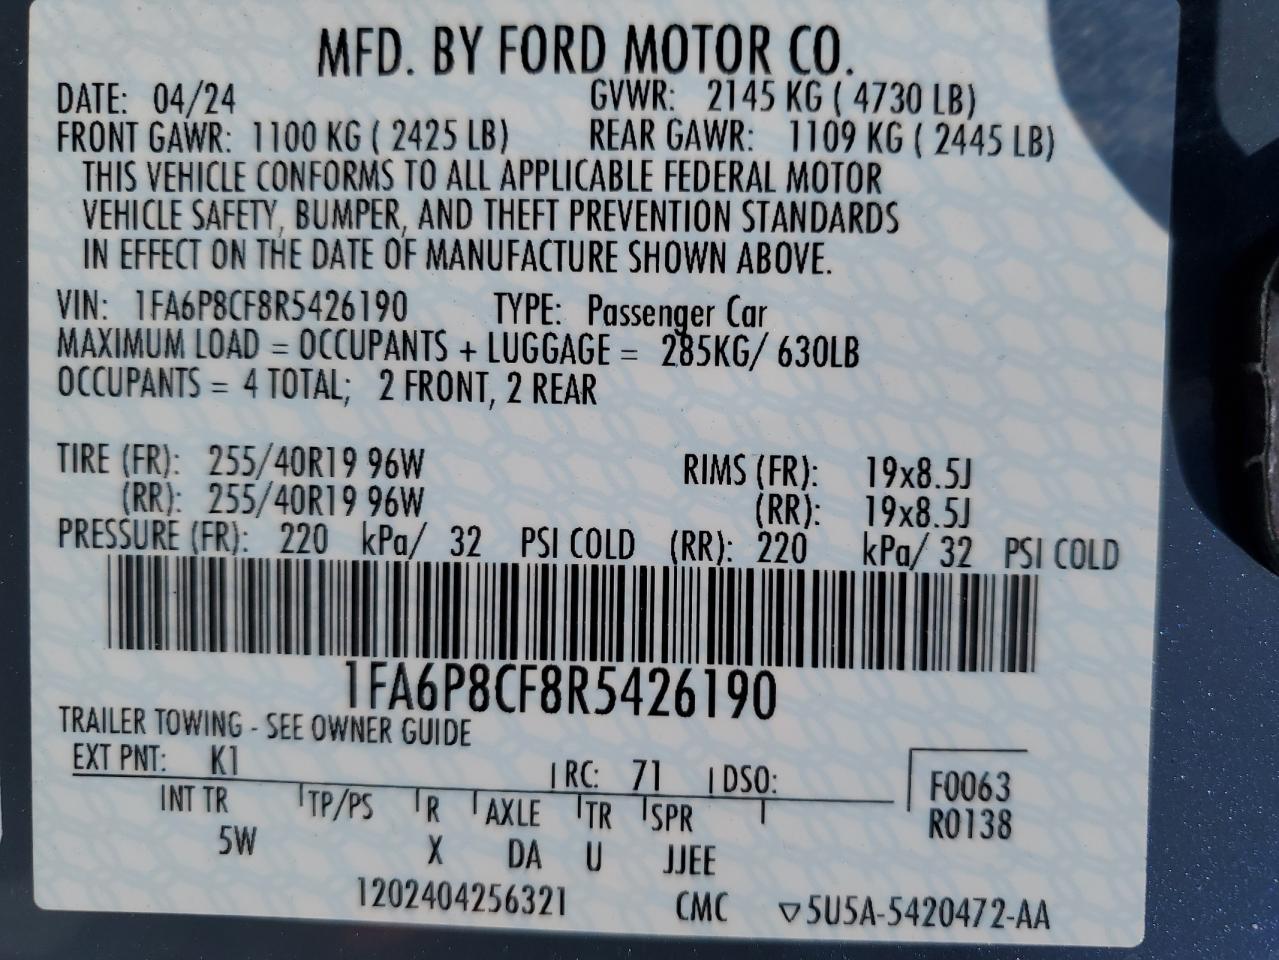 MFD. BY FORD MOTOR CO.
DATE: 04/24 GVWR: 2145 KG ( 4730 LB)
FRONT GAWR: 1100 KG ( 2425 LB) REAR GAWR: 1109 KG ( 2445 LB)
THIS VEHICLE CONFORMS TO ALL APPLICABLE FEDERAL MOTOR
VEHICLE SAFETY, BUMPER, AND THEFT PREVENTION STANDARDS
IN EFFECT ON THE DATE OF MANUFACTURE SHOWN ABOVE.
VIN: 1FA6P8CF8R5426190 TYPE: Passenger Car
MAXIMUM LOAD = OCCUPANTS + LUGGAGE = 285KG/ 630LB
OCCUPANTS = 4 TOTAL; 2 FRONT, 2 REAR
TIRE (FR): 255/40R19 96W RIMS (FR): 19x8.5J
(RR): 255/40R19 96W (RR): 19x8.5J
PRESSURE (FR): 220 kPa/ 32 PSI COLD (RR): 220 kPa/ 32 PSI COLD
1FA6P8CF8R5426190
TRAILER TOWING - SEE OWNER GUIDE
EXT PNT: K1 RC: 71 DSO:
F0063
INT TR TP/PS R AXLE TR SPR
R0138
5W X DA U JJEE
1202404256321 CMC ▽5U5A-5420472-AA